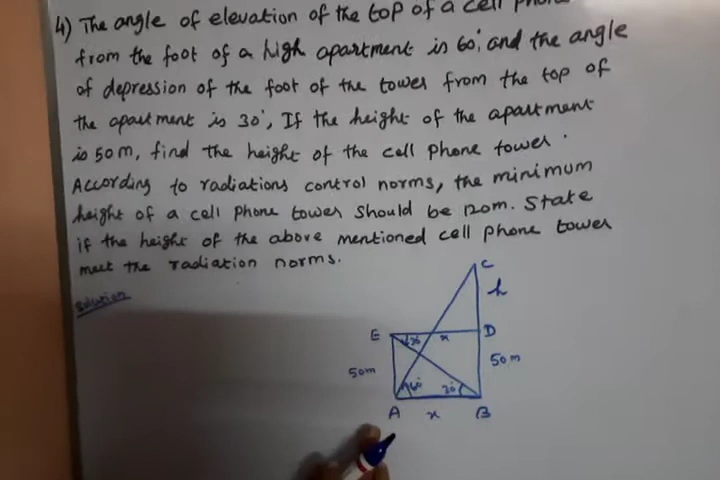 4) The angle of elevation of the top of a cell phone
from the foot of a high apartment is 60°, and the angle
of depression of the foot of the tower from the top of
the apartment is 30°, If the height of the apartment
is 50m, find the height of the cell phone tower.
According to radiations control norms, the minimum
height of a cell phone tower should be 120m. State
if the height of the above mentioned cell phone tower
meet the radiation norms.
Solution
C
h
E 30° x D
50m 50m
60° 30°
A x B